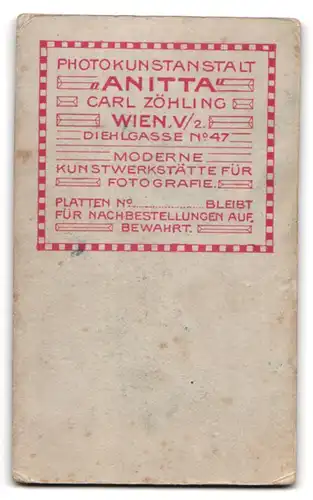 PHOTOKUNSTANSTALT
„ANITTA“
CARL ZÖHLING
WIEN.V/2.
DIEHLGASSE No 47
MODERNE
KUNSTWERKSTÄTTE FÜR
FOTOGRAFIE.
PLATTEN No............ BLEIBT
FÜR NACHBESTELLUNGEN AUF,
BEWAHRT.